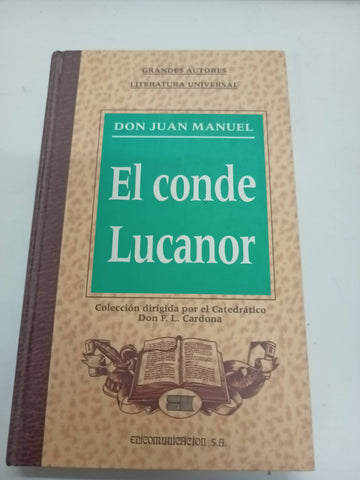 GRANDES AUTORES
LITERATURA UNIVERSAL
DON JUAN MANUEL
El conde
Lucanor
Colección dirigida por el Catedrático
Don F. L. Cardona
EDICOMUNICACION, S.A.